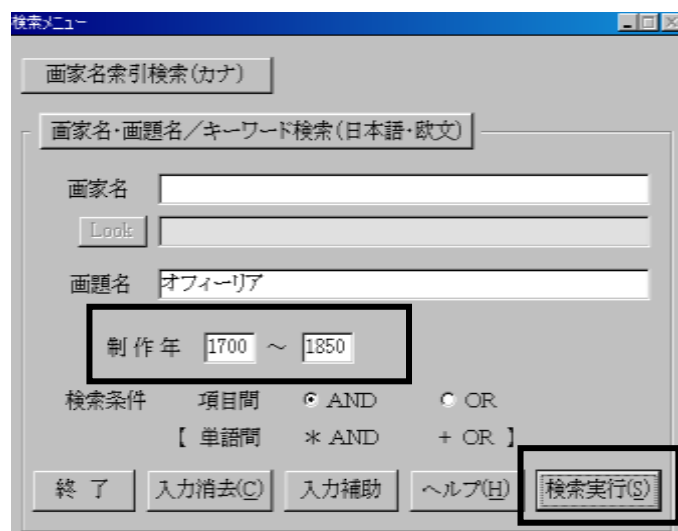 検索メニュー
画家名索引検索(カナ)
画家名・画題名/キーワード検索(日本語・欧文)
画家名
Look
画題名 オフィーリア
制作年 1700 ～ 1850
検索条件 項目間 AND OR
【 単語間 * AND + OR 】
終了 入力消去(C) 入力補助 ヘルプ(H) 検索実行(S)